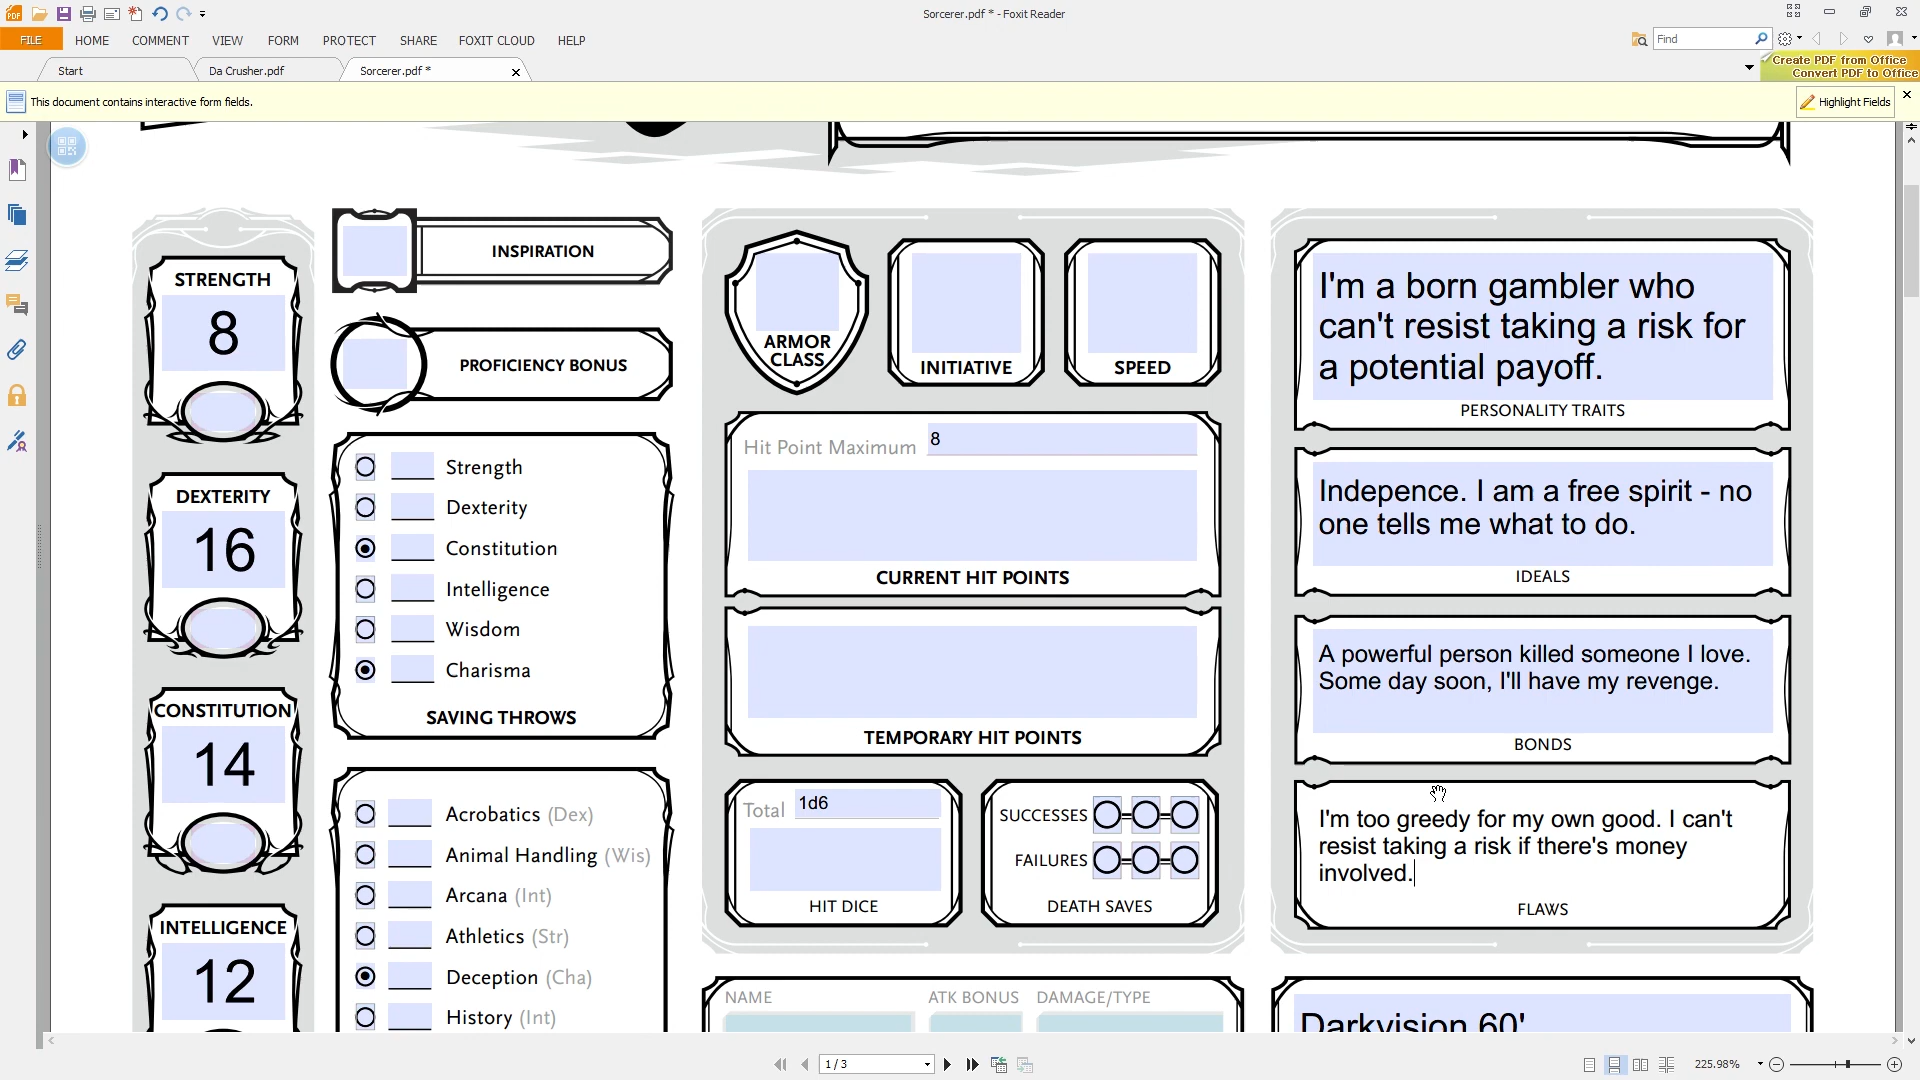 Sorcerer.pdf * - Foxit Reader
FILE
HOME
COMMENT
VIEW
FORM
PROTECT
SHARE
FOXIT CLOUD
HELP
Find
Start
Da Crusher.pdf
Sorcerer.pdf *
Create PDF from Office
Convert PDF to Office
This document contains interactive form fields.
Highlight Fields
STRENGTH
8
DEXTERITY
16
CONSTITUTION
14
INTELLIGENCE
12
INSPIRATION
PROFICIENCY BONUS
Strength
Dexterity
Constitution
Intelligence
Wisdom
Charisma
SAVING THROWS
Acrobatics (Dex)
Animal Handling (Wis)
Arcana (Int)
Athletics (Str)
Deception (Cha)
History (Int)
ARMOR
CLASS
INITIATIVE
SPEED
Hit Point Maximum 8
CURRENT HIT POINTS
TEMPORARY HIT POINTS
Total 1d6
HIT DICE
SUCCESSES
FAILURES
DEATH SAVES
NAME
ATK BONUS
DAMAGE/TYPE
I'm a born gambler who
can't resist taking a risk for
a potential payoff.
PERSONALITY TRAITS
Indepence. I am a free spirit - no
one tells me what to do.
IDEALS
A powerful person killed someone I love.
Some day soon, I'll have my revenge.
BONDS
I'm too greedy for my own good. I can't
resist taking a risk if there's money
involved.
FLAWS
Darkvision 60'
1 / 3
225.98%